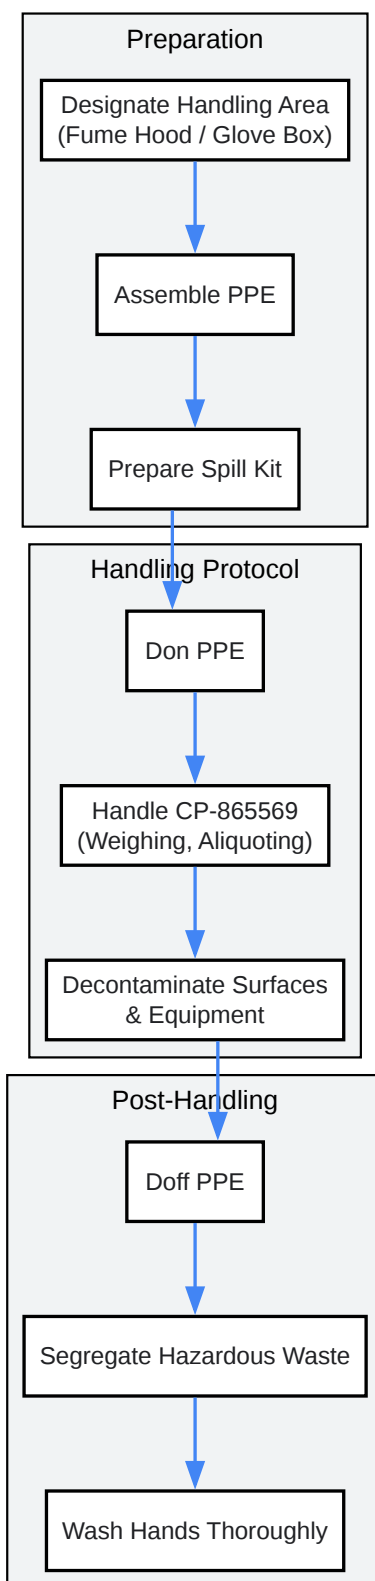 Preparation
Designate Handling Area
(Fume Hood / Glove Box)
Assemble PPE
Prepare Spill Kit
Handling Protocol
Don PPE
Handle CP-865569
(Weighing, Aliquoting)
Decontaminate Surfaces
& Equipment
Post-Handling
Doff PPE
Segregate Hazardous Waste
Wash Hands Thoroughly